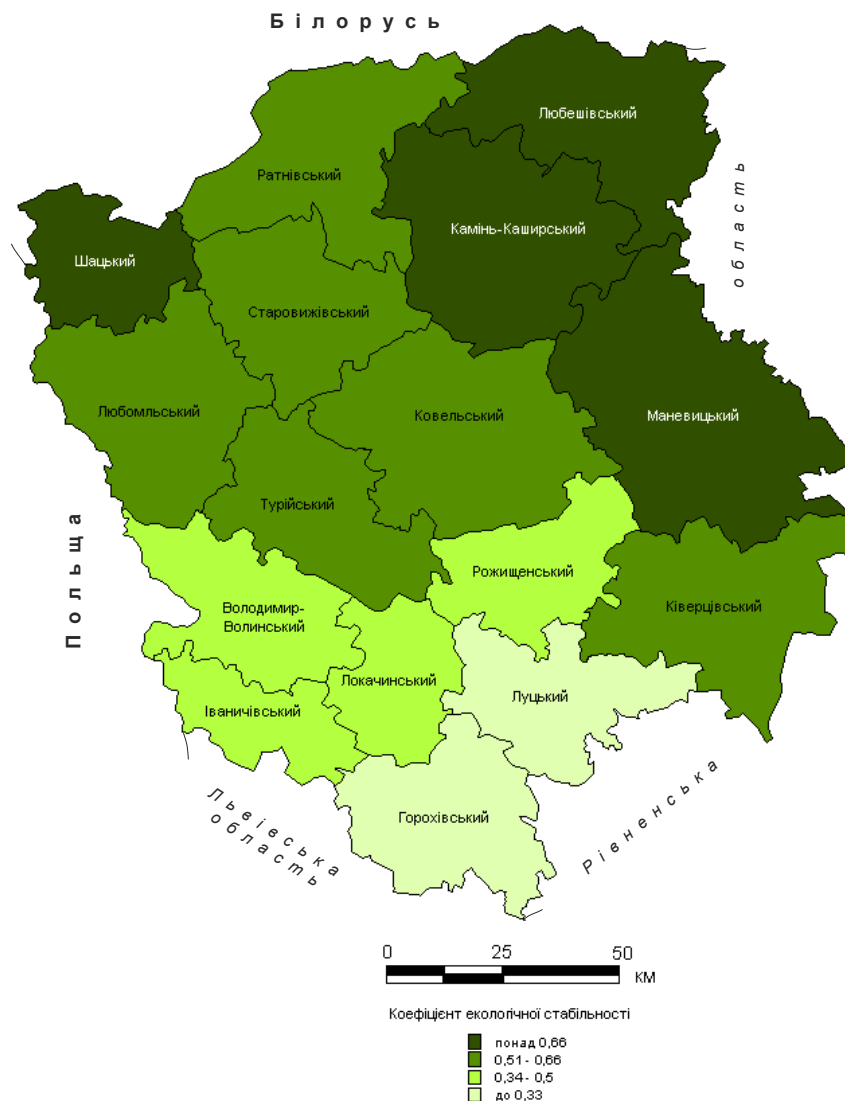 Білорусь
Любешівський
Ратнівський
Камінь-Каширський
область
Шацький
Старовижівський
Любомльський
Ковельський
Маневицький
Турійський
Польща
Рожищенський
Володимир-
Волинський
Ківерцівський
Локачинський
Луцький
Іваничівський
Горохівський
Львівська
область
Рівненська
0 25 50
КМ
Коефіцієнт екологічної стабільності
понад 0,66
0,51 - 0,66
0,34 - 0,5
до 0,33